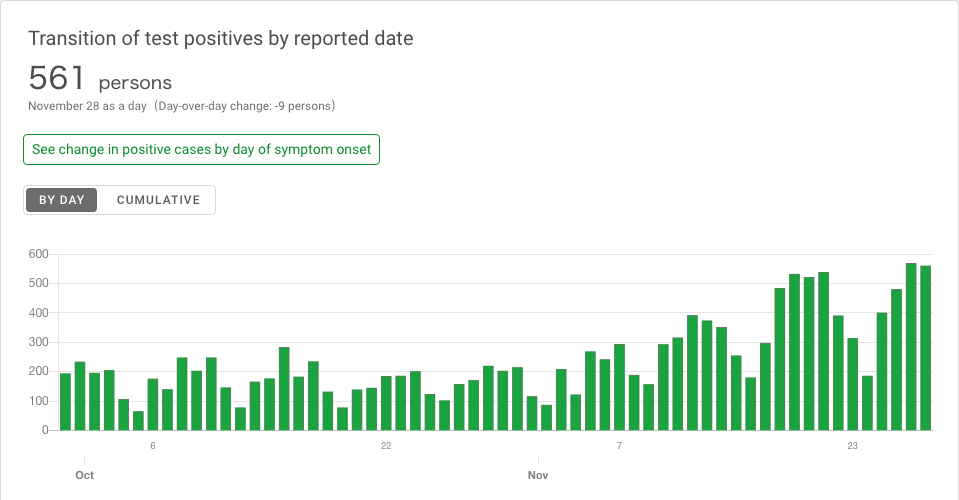 Transition of test positives by reported date
561 persons
November 28 as a day （Day-over-day change: -9 persons）
See change in positive cases by day of symptom onset
BY DAY CUMULATIVE
600
500
400
300
200
100
0
6 22 7 23
Oct Nov